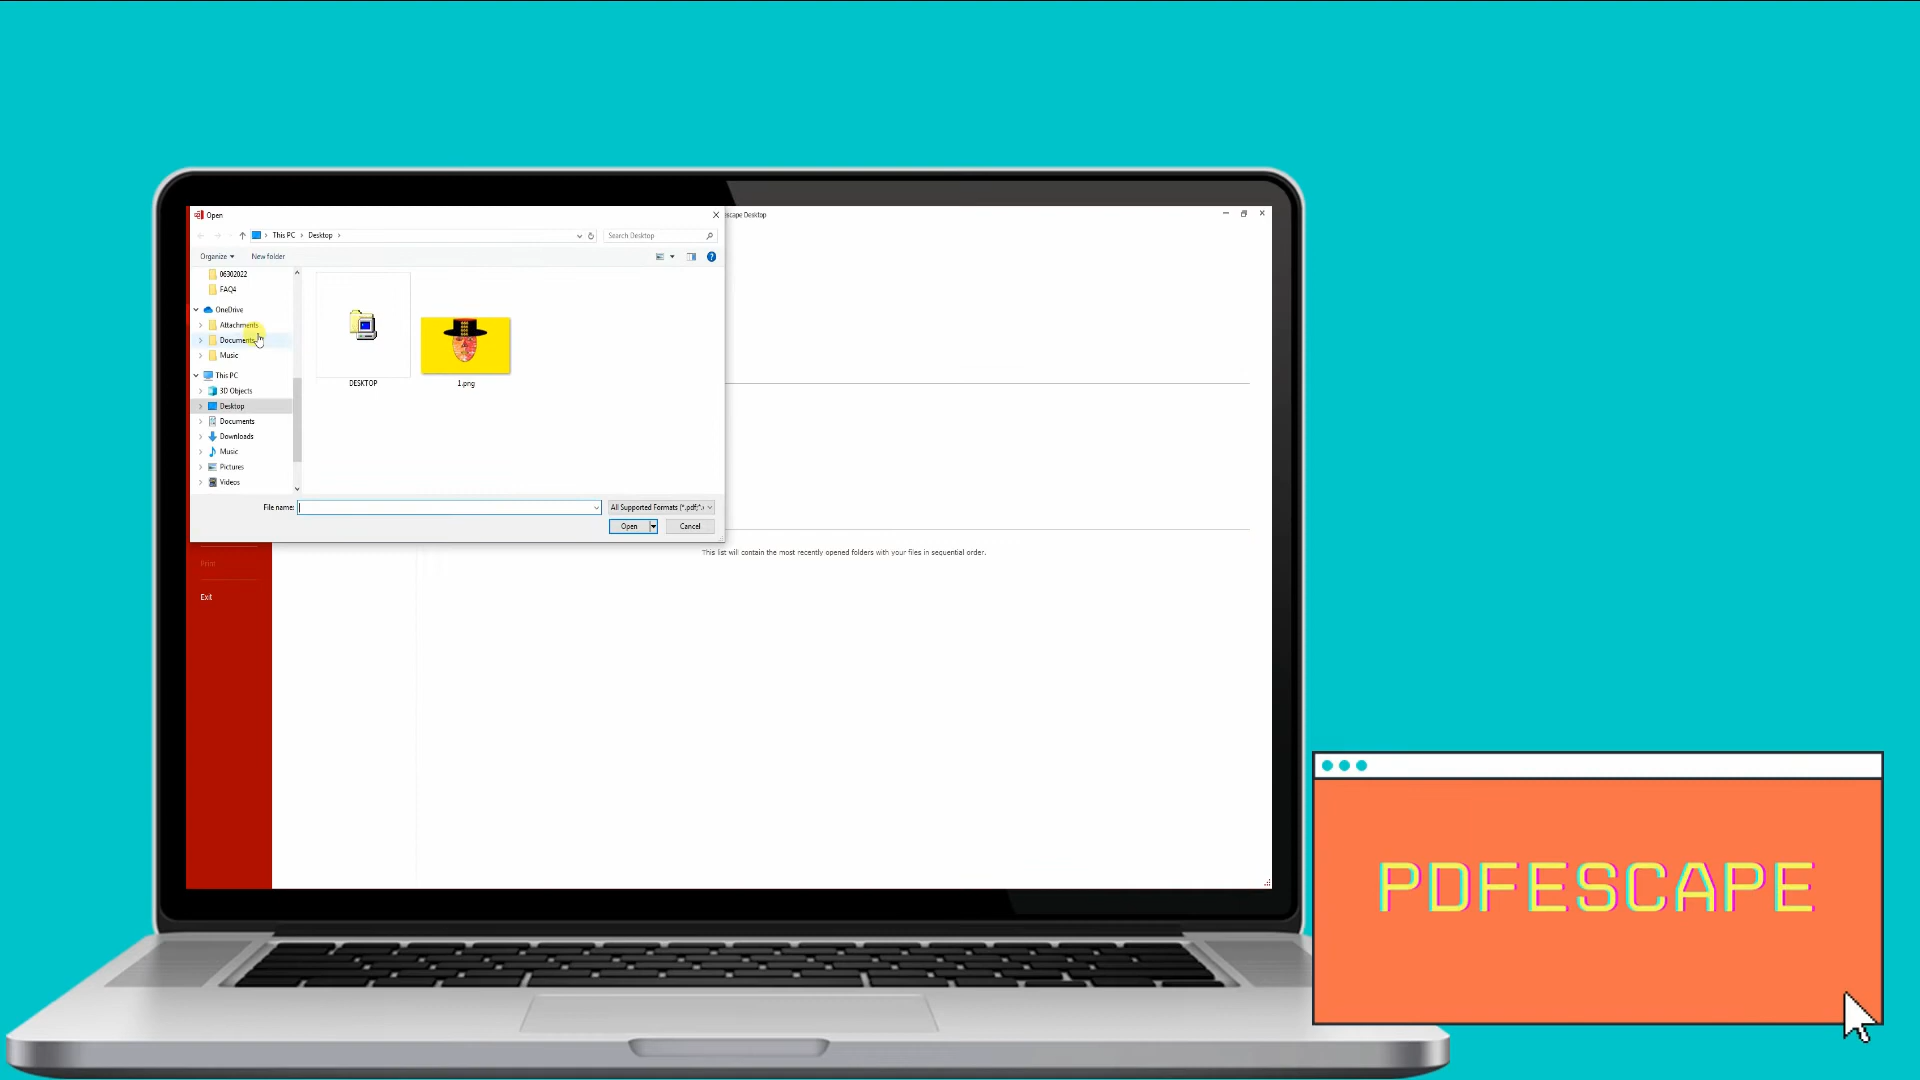 Open
scape Desktop
This PC
Desktop
Search Desktop
Organize
New folder
06302022
FAQ4
OneDrive
Attachments
Documents
Music
This PC
3D Objects
Desktop
Documents
Downloads
Music
Pictures
Videos
DESKTOP
1.png
File name:
All Supported Formats (*.pdf;*.
Open
Cancel
This list will contain the most recently opened folders with your files in sequential order.
Print
Exit
PDFESCAPE